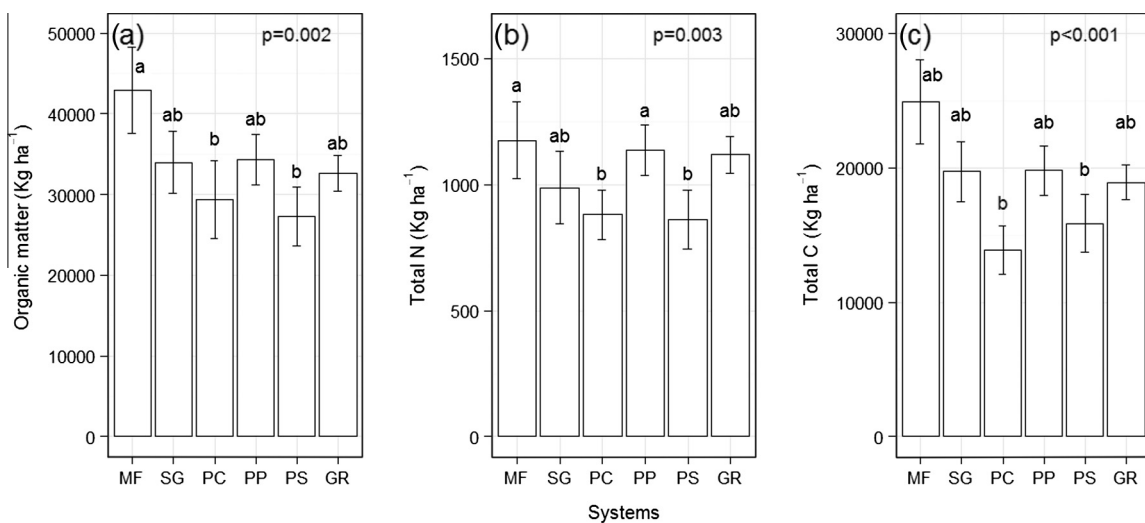 (a)
p=0.002
50000
40000
30000
20000
10000
0
Organic matter (Kg ha⁻¹)
a
ab
b
ab
b
ab
MF SG PC PP PS GR
(b)
p=0.003
1500
1000
500
0
Total N (Kg ha⁻¹)
a
ab
b
a
b
ab
MF SG PC PP PS GR
(c)
p<0.001
30000
20000
10000
0
Total C (Kg ha⁻¹)
ab
ab
b
ab
b
ab
MF SG PC PP PS GR
Systems